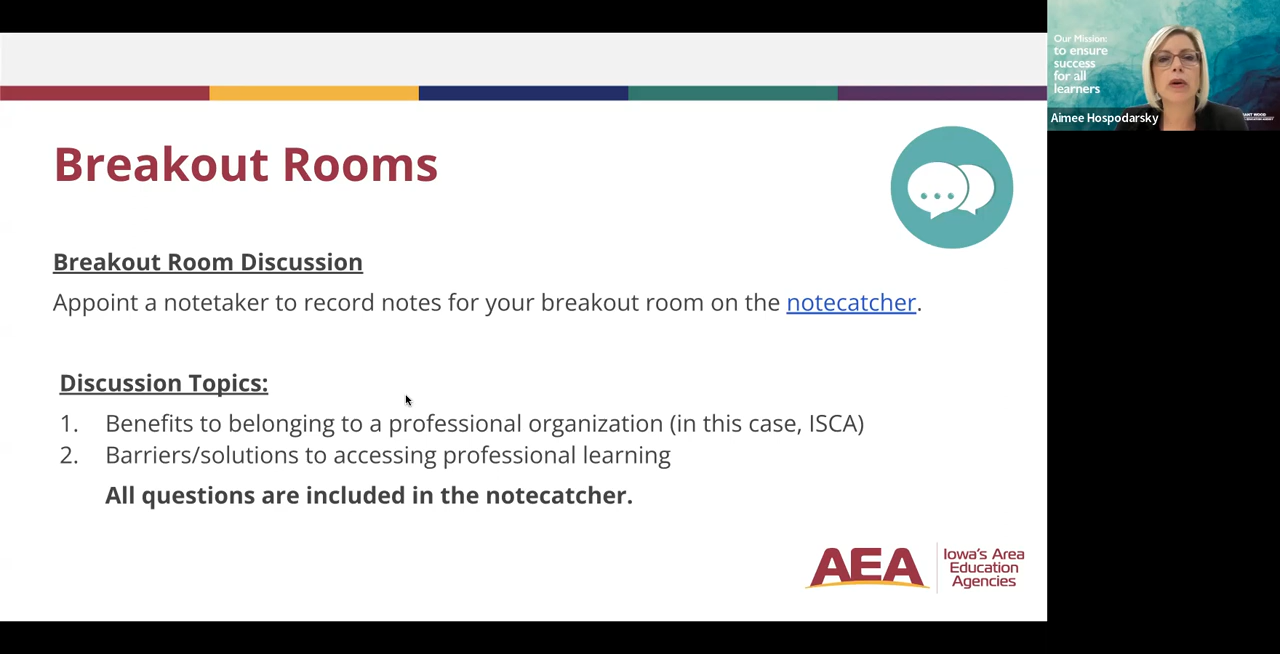 Breakout Rooms
Breakout Room Discussion
Appoint a notetaker to record notes for your breakout room on the notecatcher.
Discussion Topics:
1. Benefits to belonging to a professional organization (in this case, ISCA)
2. Barriers/solutions to accessing professional learning
All questions are included in the notecatcher.
AEA
Iowa's Area
Education
Agencies
Our Mission:
to ensure
success
for all
learners
Aimee Hospodarsky